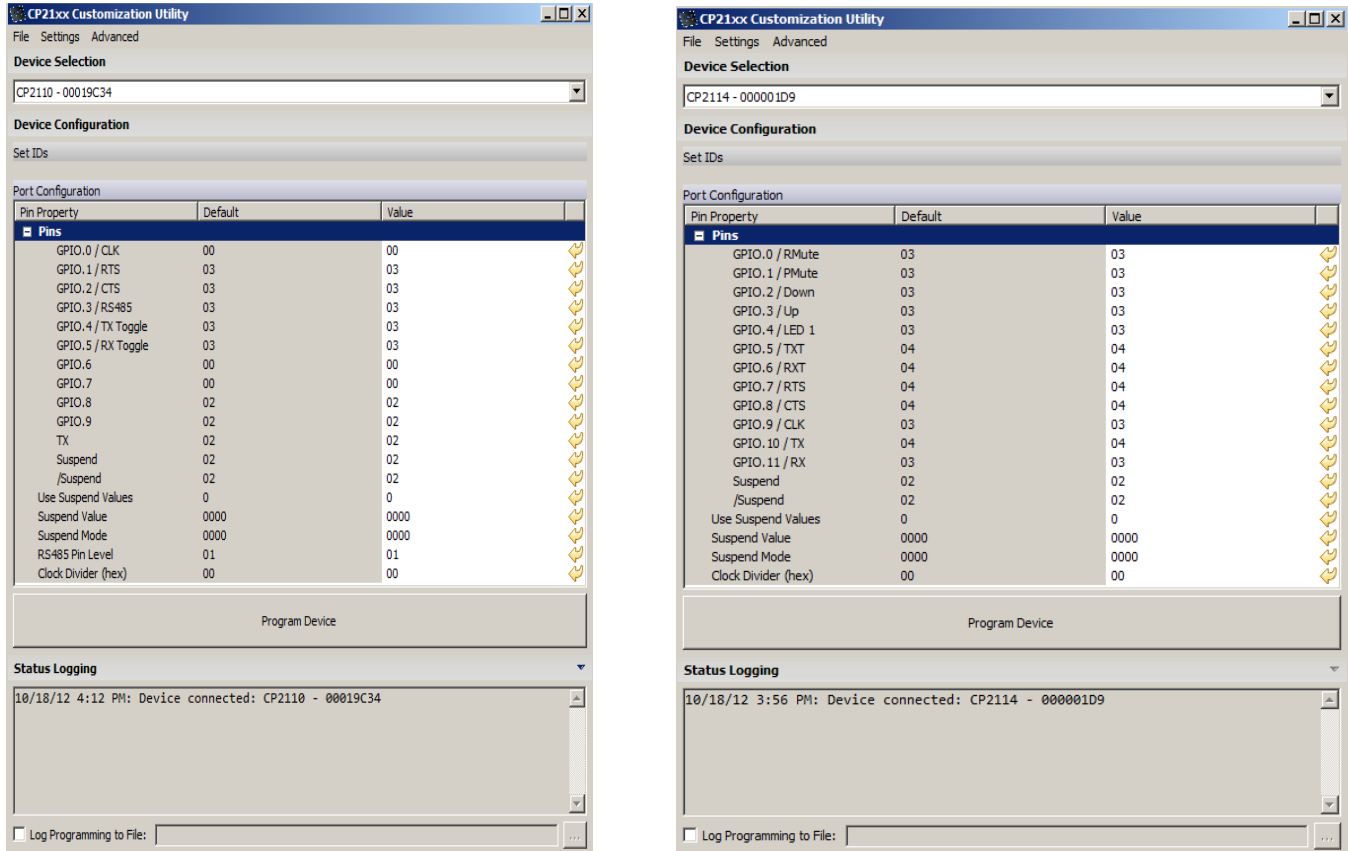 CP21xx Customization Utility
File Settings Advanced
Device Selection
CP2110 - 00019C34
Device Configuration
Set IDs
Port Configuration
Pin Property Default Value
Pins
GPIO.0 / CLK 00 00
GPIO.1 / RTS 03 03
GPIO.2 / CTS 03 03
GPIO.3 / RS485 03 03
GPIO.4 / TX Toggle 03 03
GPIO.5 / RX Toggle 03 03
GPIO.6 00 00
GPIO.7 00 00
GPIO.8 02 02
GPIO.9 02 02
TX 02 02
Suspend 02 02
/Suspend 02 02
Use Suspend Values 0 0
Suspend Value 0000 0000
Suspend Mode 0000 0000
RS485 Pin Level 01 01
Clock Divider (hex) 00 00
Program Device
Status Logging
10/18/12 4:12 PM: Device connected: CP2110 - 00019C34
Log Programming to File:
...
CP21xx Customization Utility
File Settings Advanced
Device Selection
CP2114 - 000001D9
Device Configuration
Set IDs
Port Configuration
Pin Property Default Value
Pins
GPIO.0 / RMute 03 03
GPIO.1 / PMute 03 03
GPIO.2 / Down 03 03
GPIO.3 / Up 03 03
GPIO.4 / LED 1 03 03
GPIO.5 / TXT 04 04
GPIO.6 / RXT 04 04
GPIO.7 / RTS 04 04
GPIO.8 / CTS 04 04
GPIO.9 / CLK 03 03
GPIO.10 / TX 04 04
GPIO.11 / RX 03 03
Suspend 02 02
/Suspend 02 02
Use Suspend Values 0 0
Suspend Value 0000 0000
Suspend Mode 0000 0000
Clock Divider (hex) 00 00
Program Device
Status Logging
10/18/12 3:56 PM: Device connected: CP2114 - 000001D9
Log Programming to File:
...